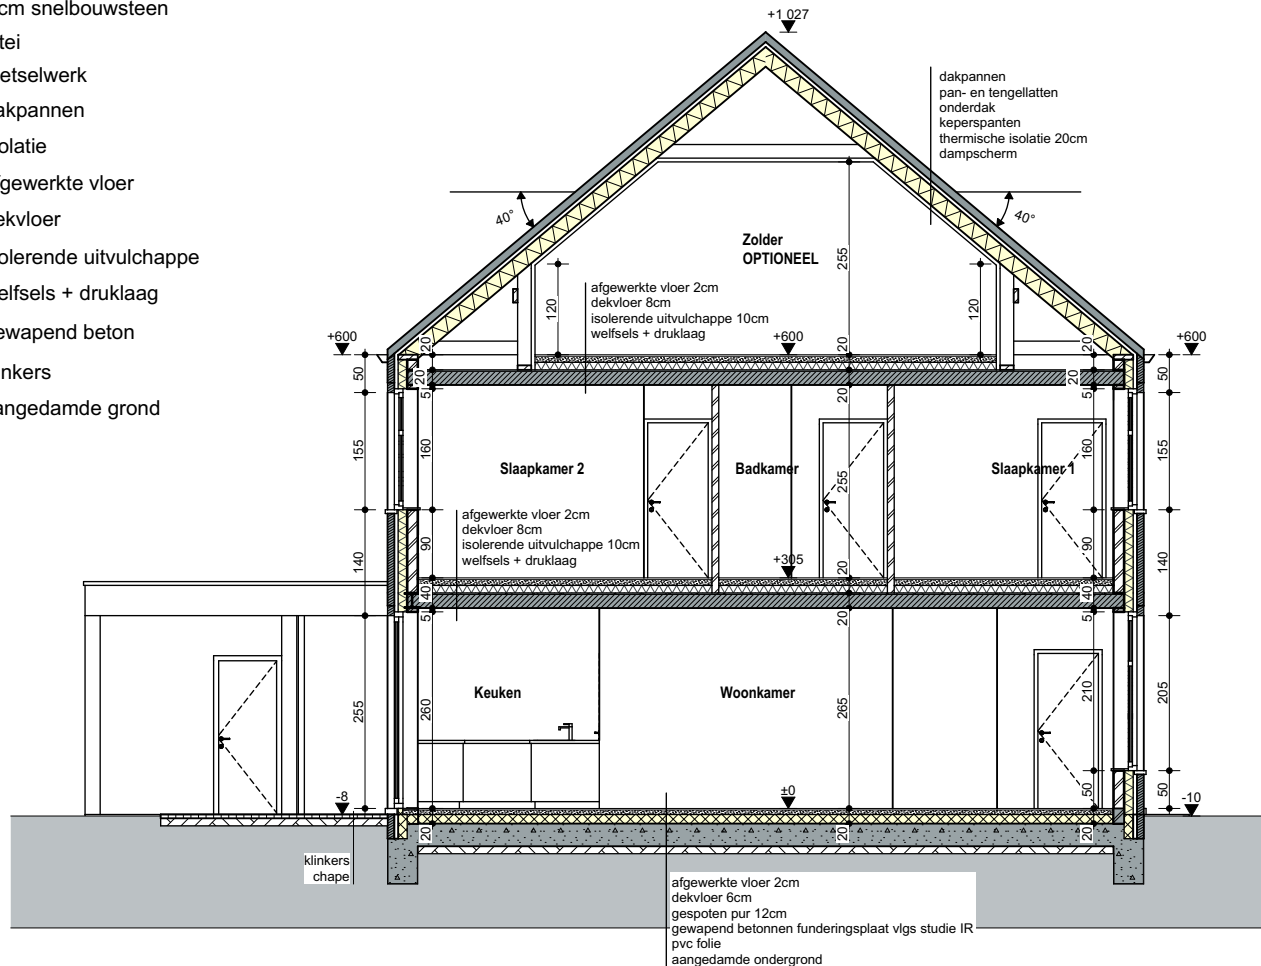 cm snelbouwsteen
tei
etselwerk
akpannen
olatie
fgewerkte vloer
ekvloer
olerende uitvulchappe
elfsels + druklaag
ewapend beton
nkers
angedamde grond
+1 027
dakpannen
pan- en tengellatten
onderdak
keperspanten
thermische isolatie 20cm
dampscherm
40°
40°
Zolder
OPTIONEEL
255
120
120
afgewerkte vloer 2cm
dekvloer 8cm
isolerende uitvulchappe 10cm
welfsels + druklaag
+600
+600
+600
20
20
20
50
20
20
50
5
20
5
155
160
Slaapkamer 2
Badkamer
255
Slaapkamer 1
160
155
afgewerkte vloer 2cm
dekvloer 8cm
isolerende uitvulchappe 10cm
welfsels + druklaag
140
90
+305
20
90
140
40
40
5
20
5
255
260
Keuken
Woonkamer
265
210
205
-8
±0
50
50
-10
20
20
20
klinkers
chape
afgewerkte vloer 2cm
dekvloer 6cm
gespoten pur 12cm
gewapend betonnen funderingsplaat vlgs studie IR
pvc folie
aangedamde ondergrond